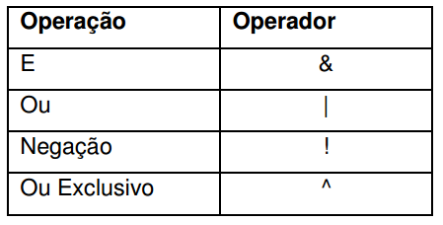 Operação Operador
E &
Ou |
Negação !
Ou Exclusivo ^